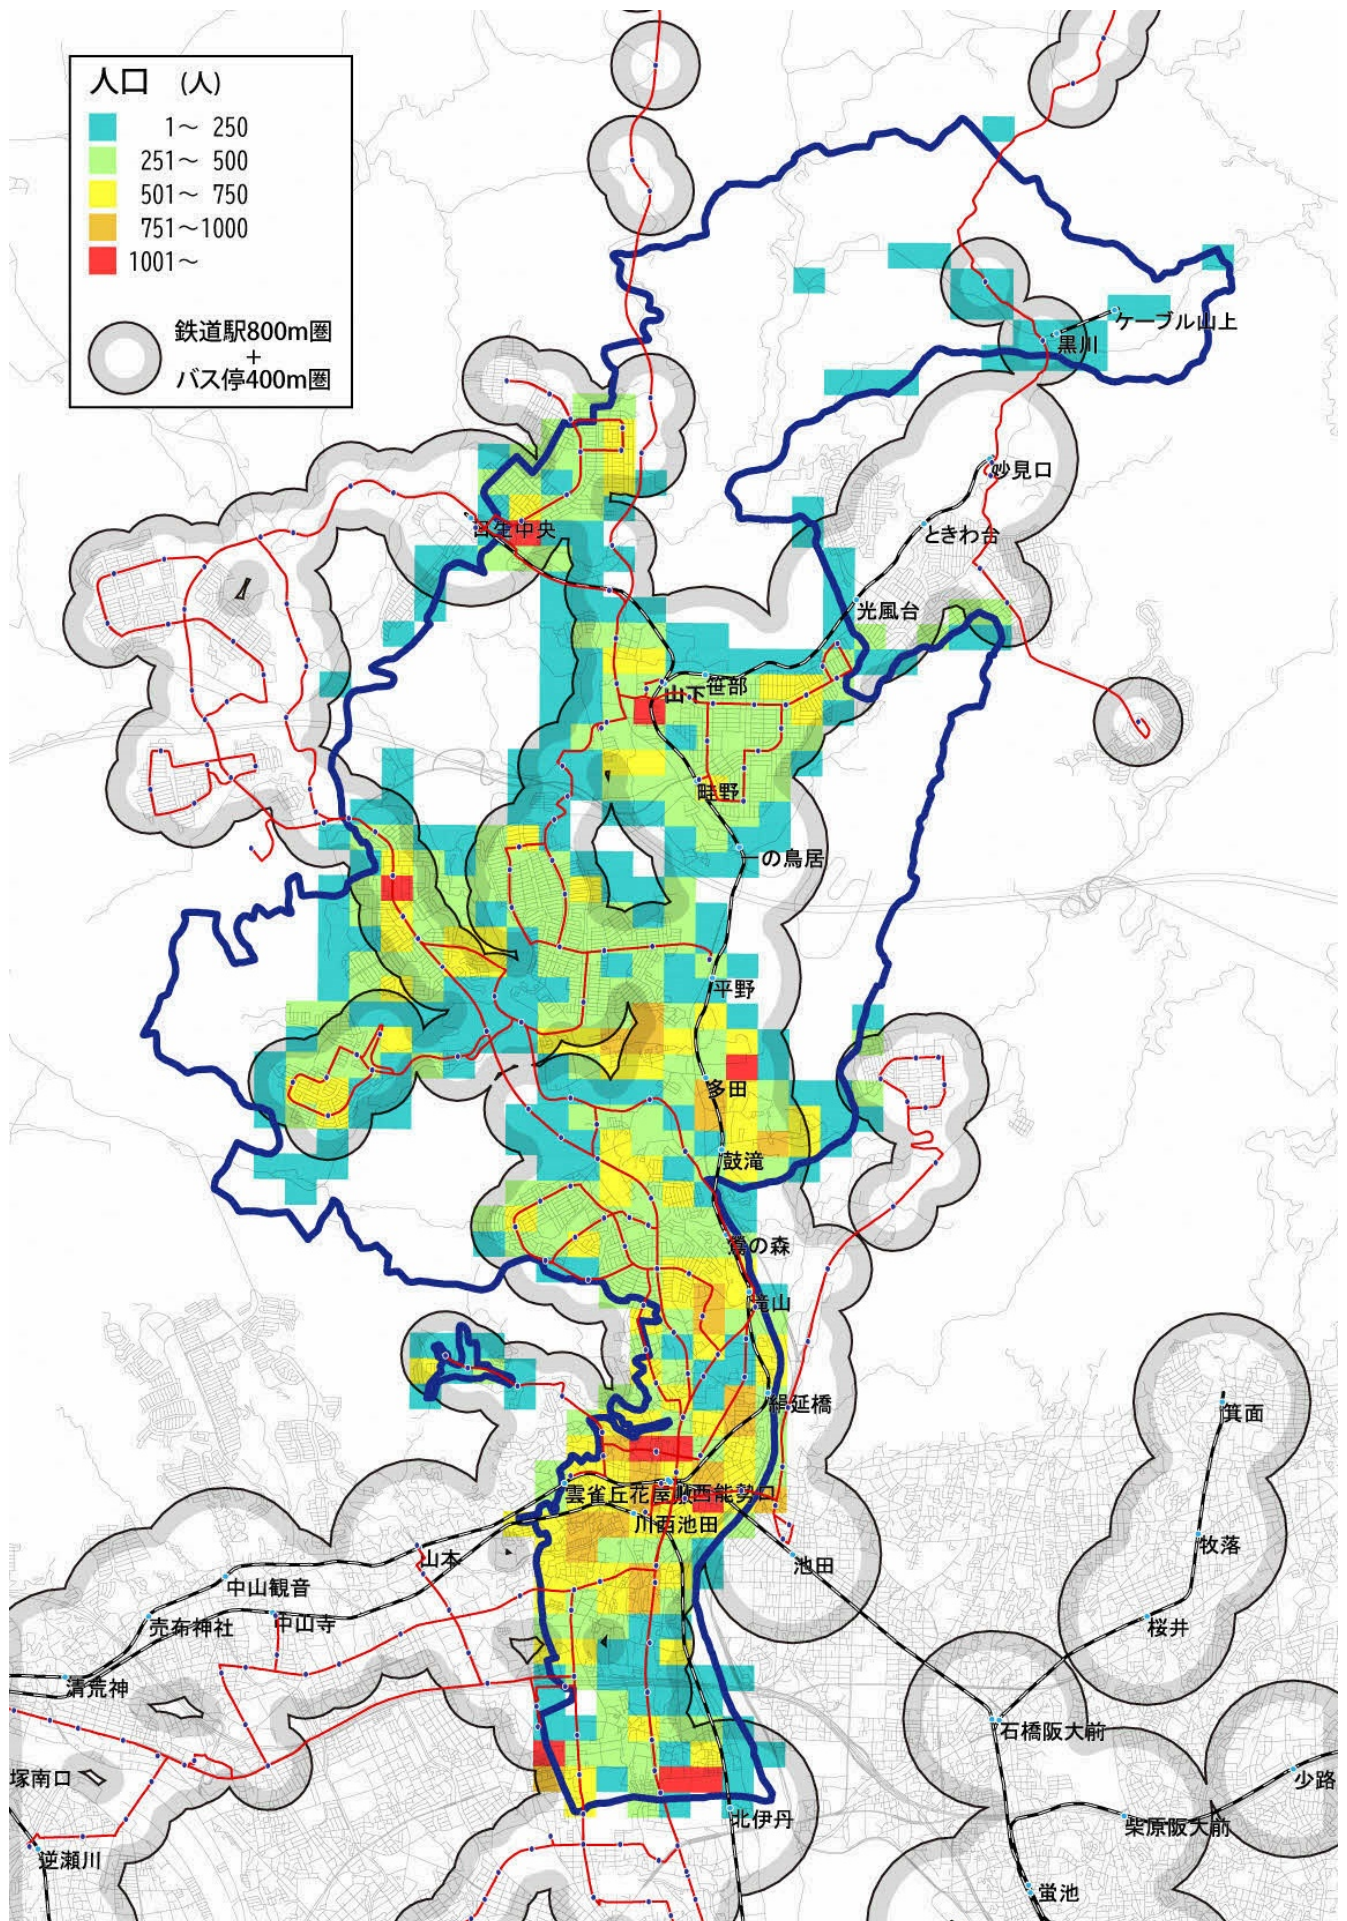 人口 (人)
1～ 250
251～ 500
501～ 750
751～1000
1001～
鉄道駅800m圏
+
バス停400m圏
ケーブル山上
黒川
妙見口
ときわ台
日生中央
光風台
笹部
山下
畦野
一の鳥居
平野
多田
鼓滝
鶯の森
滝山
絹延橋
箕面
雲雀丘花屋敷
川西能勢口
川西池田
牧落
山本
池田
中山観音
売布神社
中山寺
桜井
清荒神
石橋阪大前
塚南口
少路
北伊丹
柴原阪大前
逆瀬川
蛍池